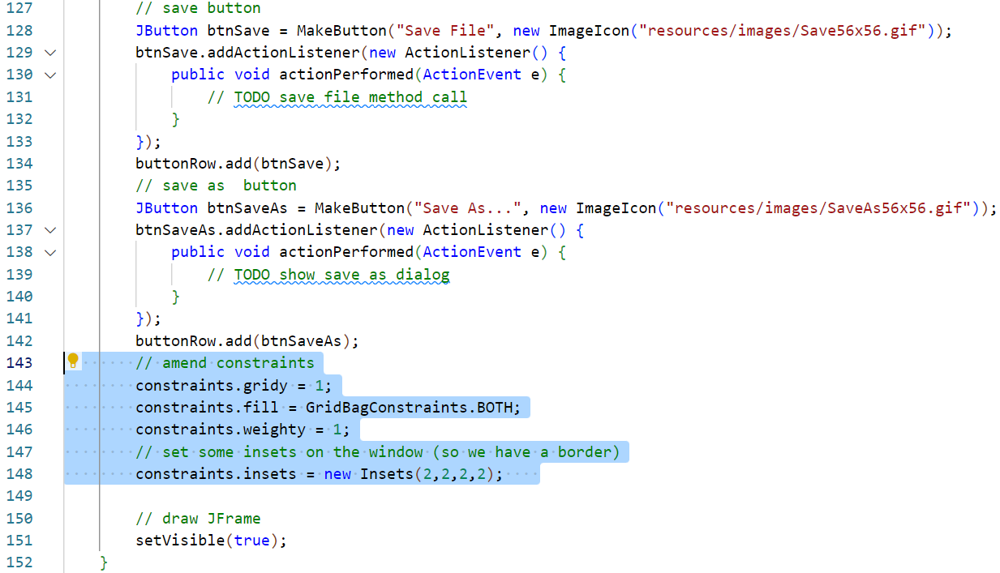 127 // save button
128 JButton btnSave = MakeButton("Save File", new ImageIcon("resources/images/Save56x56.gif"));
129 btnSave.addActionListener(new ActionListener() {
130 public void actionPerformed(ActionEvent e) {
131 // TODO save file method call
132 }
133 });
134 buttonRow.add(btnSave);
135 // save as  button
136 JButton btnSaveAs = MakeButton("Save As...", new ImageIcon("resources/images/SaveAs56x56.gif"));
137 btnSaveAs.addActionListener(new ActionListener() {
138 public void actionPerformed(ActionEvent e) {
139 // TODO show save as dialog
140 }
141 });
142 buttonRow.add(btnSaveAs);
143 // amend constraints
144 constraints.gridy = 1;
145 constraints.fill = GridBagConstraints.BOTH;
146 constraints.weighty = 1;
147 // set some insets on the window (so we have a border)
148 constraints.insets = new Insets(2,2,2,2);
149
150 // draw JFrame
151 setVisible(true);
152 }